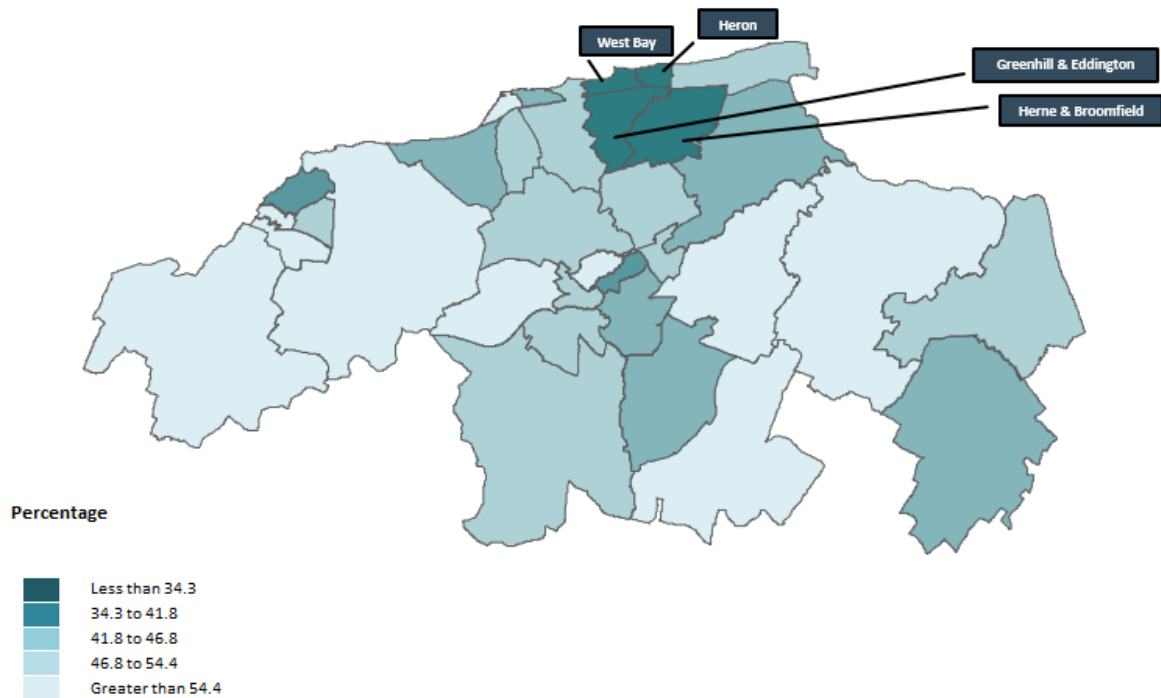 Heron
West Bay
Greenhill & Eddington
Herne & Broomfield
Percentage
Less than 34.3
34.3 to 41.8
41.8 to 46.8
46.8 to 54.4
Greater than 54.4